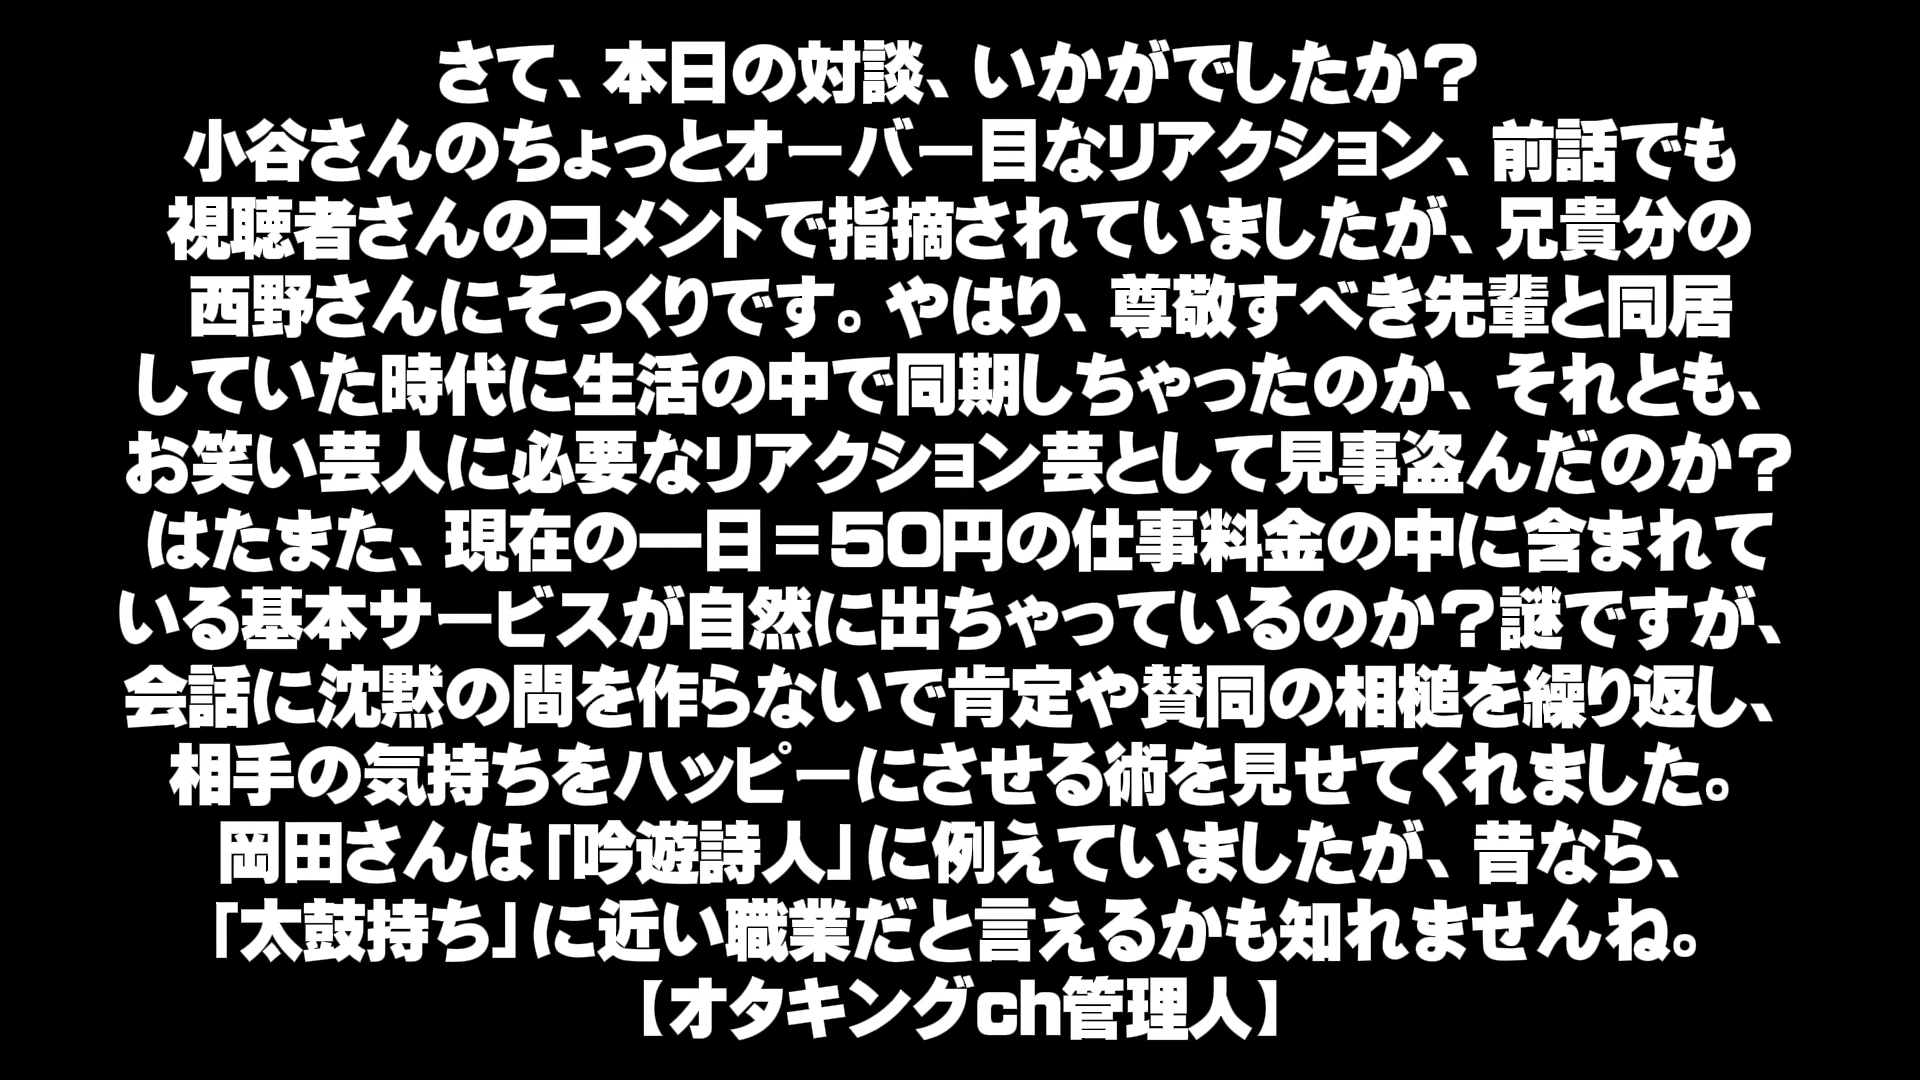 さて、本日の対談、いかがでしたか？
小谷さんのちょっとオーバー目なリアクション、前話でも
視聴者さんのコメントで指摘されていましたが、兄貴分の
西野さんにそっくりです。やはり、尊敬すべき先輩と同居
していた時代に生活の中で同期しちゃったのか、それとも、
お笑い芸人に必要なリアクション芸として見事盗んだのか？
はたまた、現在の一日＝50円の仕事料金の中に含まれて
いる基本サービスが自然に出ちゃっているのか？謎ですが、
会話に沈黙の間を作らないで肯定や賛同の相槌を繰り返し、
相手の気持ちをハッピーにさせる術を見せてくれました。
岡田さんは「吟遊詩人」に例えていましたが、昔なら、
「太鼓持ち」に近い職業だと言えるかも知れませんね。
【オタキングch管理人】